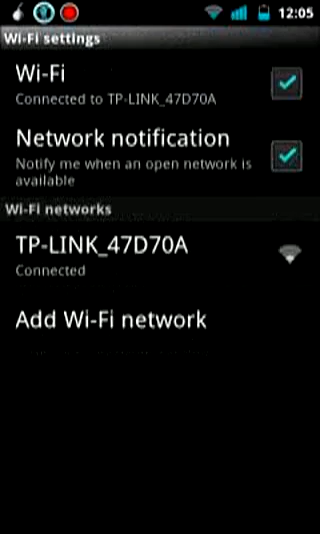 12:05
Wi-Fi settings
Wi-Fi
Connected to TP-LINK_47D70A
Network notification
Notify me when an open network is
available
Wi-Fi networks
TP-LINK_47D70A
Connected
Add Wi-Fi network